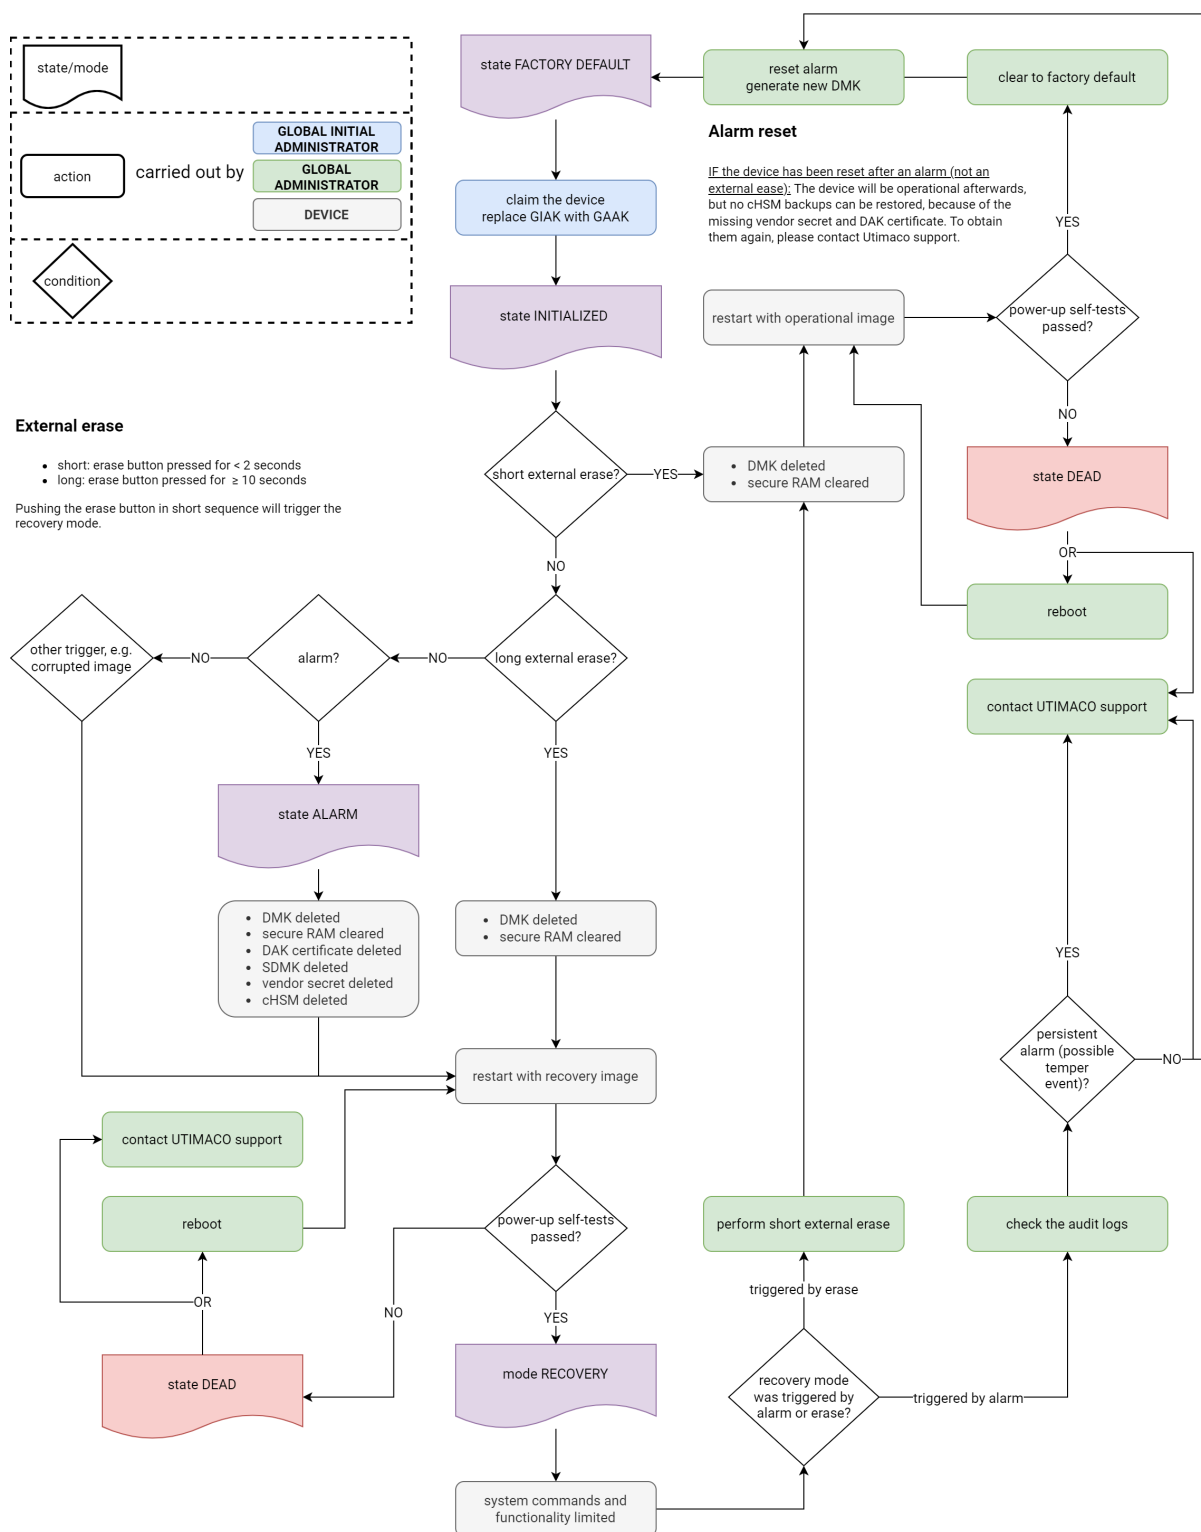 state/mode
action
carried out by
GLOBAL INITIAL
ADMINISTRATOR
GLOBAL
ADMINISTRATOR
DEVICE
condition
state FACTORY DEFAULT
reset alarm
generate new DMK
clear to factory default
Alarm reset
IF the device has been reset after an alarm (not an
external ease): The device will be operational afterwards,
but no cHSM backups can be restored, because of the
missing vendor secret and DAK certificate. To obtain
them again, please contact Utimaco support.
claim the device
replace GIAK with GAAK
YES
state INITIALIZED
restart with operational image
power-up self-tests
passed?
NO
External erase
• short: erase button pressed for < 2 seconds
• long: erase button pressed for ≥ 10 seconds
Pushing the erase button in short sequence will trigger the
recovery mode.
short external erase?
YES
• DMK deleted
• secure RAM cleared
state DEAD
OR
NO
reboot
other trigger, e.g.
corrupted image
NO
alarm?
NO
long external erase?
contact UTIMACO support
YES
YES
state ALARM
• DMK deleted
• secure RAM cleared
• DAK certificate deleted
• SDMK deleted
• vendor secret deleted
• cHSM deleted
• DMK deleted
• secure RAM cleared
YES
persistent
alarm (possible
temper
event)?
NO
restart with recovery image
contact UTIMACO support
reboot
power-up self-tests
passed?
perform short external erase
check the audit logs
OR
NO
YES
triggered by erase
state DEAD
mode RECOVERY
recovery mode
was triggered by
alarm or erase?
triggered by alarm
system commands and
functionality limited